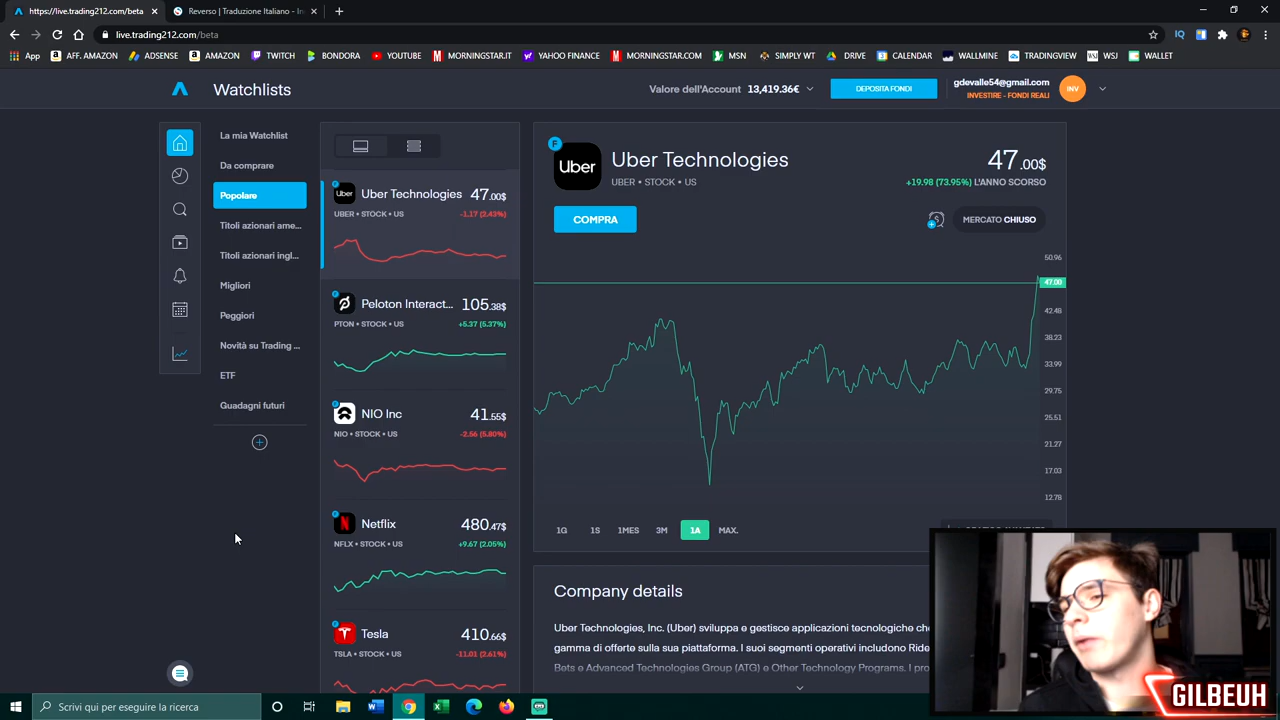 https://live.trading212.com/beta
Reverso | Traduzione Italiano - In
live.trading212.com/beta
App
AFF. AMAZON
ADSENSE
AMAZON
TWITCH
BONDORA
YOUTUBE
MORNINGSTAR.IT
YAHOO FINANCE
MORNINGSTAR.COM
MSN
SIMPLY WT
DRIVE
CALENDAR
WALLMINE
TRADINGVIEW
WSJ
WALLET
Watchlists
Valore dell'Account 13,419.36€
DEPOSITA FONDI
gdevalle54@gmail.com
INVESTIRE - FONDI REALI
INV
La mia Watchlist
Da comprare
Popolare
Titoli azionari ame...
Titoli azionari ingl...
Migliori
Peggiori
Novità su Trading ...
ETF
Guadagni futuri
F
Uber
Uber Technologies 47.00$
UBER • STOCK • US -1.17 (2.43%)
F
Peloton Interact... 105.38$
PTON • STOCK • US +5.37 (5.37%)
F
NIO Inc 41.55$
NIO • STOCK • US -2.56 (5.80%)
F
N
Netflix 480.47$
NFLX • STOCK • US +9.67 (2.05%)
F
Tesla 410.66$
TSLA • STOCK • US -11.01 (2.61%)
F
Uber
Uber Technologies 47.00$
UBER • STOCK • US +19.98 (73.95%) L'ANNO SCORSO
COMPRA
MERCATO CHIUSO
50.96
47.00
42.48
38.23
33.99
29.75
25.51
21.27
17.03
12.78
1G
1S
1MES
3M
1A
MAX.
Company details
Uber Technologies, Inc. (Uber) sviluppa e gestisce applicazioni tecnologiche che
gamma di offerte sulla sua piattaforma. I suoi segmenti operativi includono Ride
Bets e Advanced Technologies Group (ATG) e Other Technology Programs. I pro
GILBEUH
Scrivi qui per eseguire la ricerca